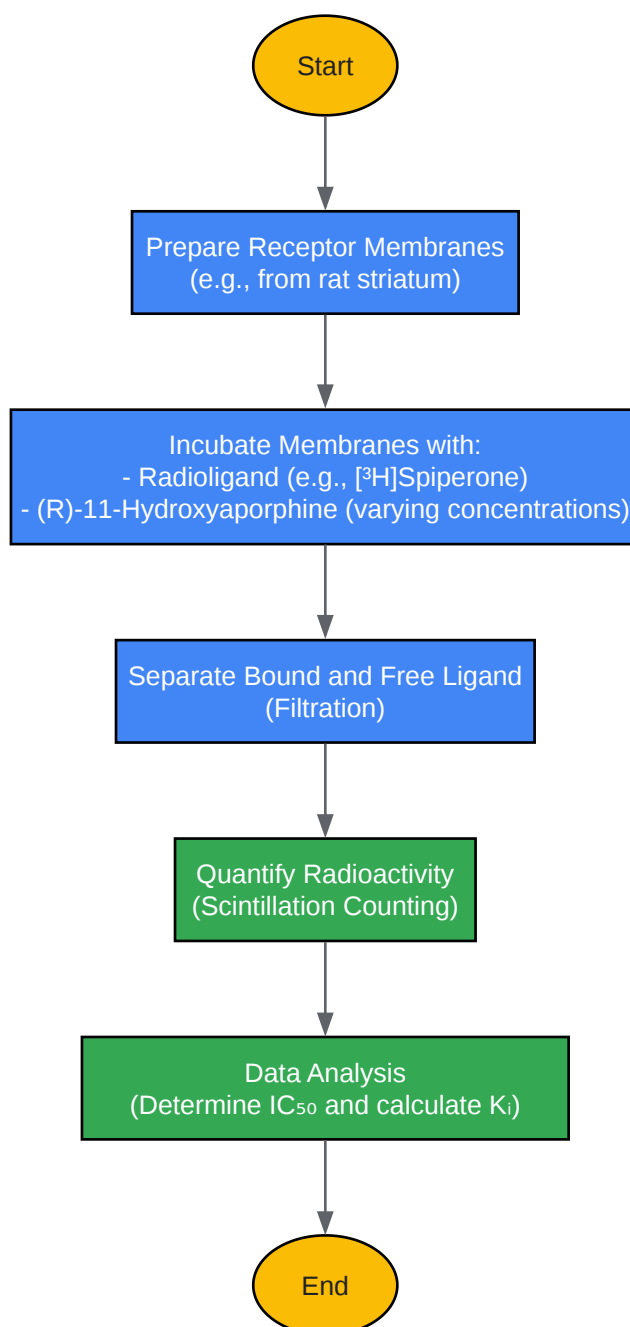 Start
Prepare Receptor Membranes
(e.g., from rat striatum)
Incubate Membranes with:
- Radioligand (e.g., [³H]Spiperone)
- (R)-11-Hydroxyaporphine (varying concentrations)
Separate Bound and Free Ligand
(Filtration)
Quantify Radioactivity
(Scintillation Counting)
Data Analysis
(Determine IC₅₀ and calculate Kᵢ)
End